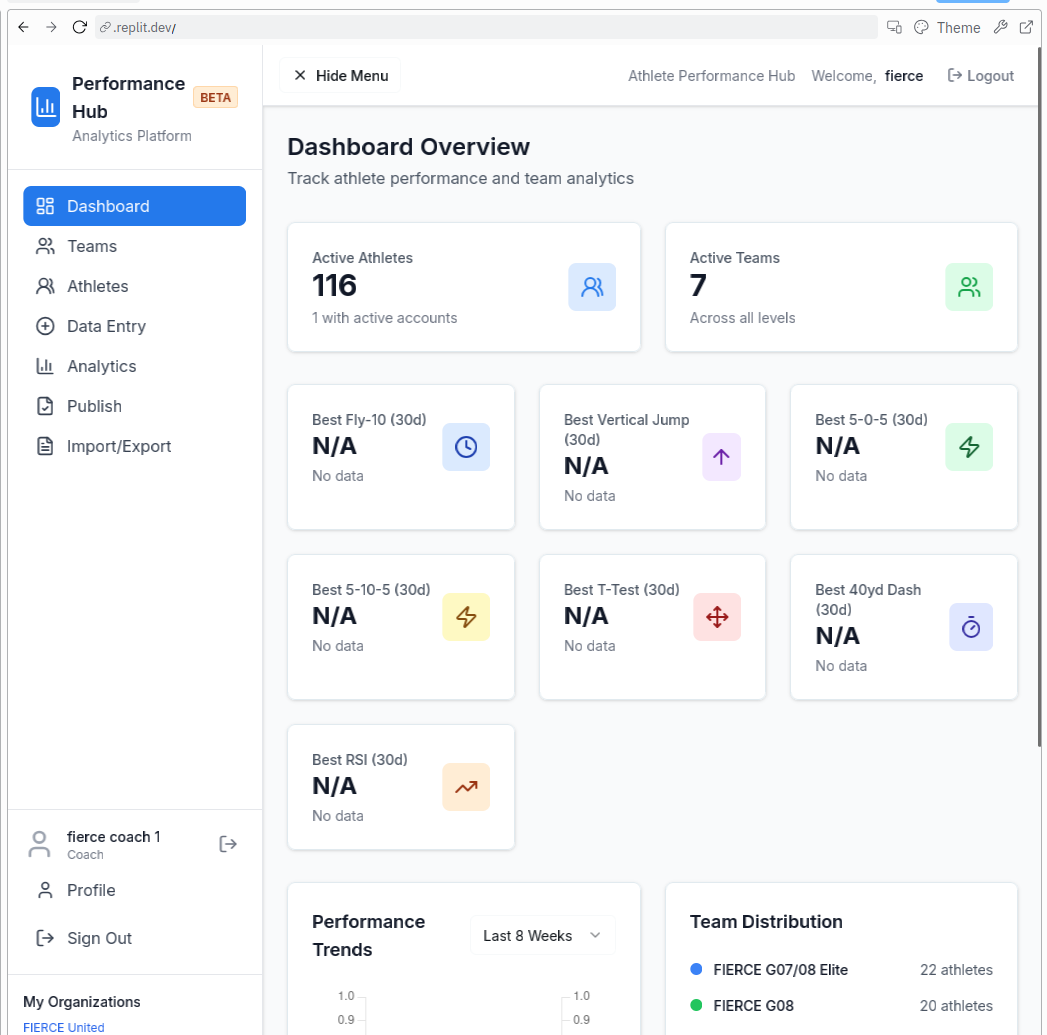 .replit.dev/
Theme
Performance
Hub
BETA
Analytics Platform
Hide Menu
Athlete Performance Hub
Welcome, fierce
Logout
Dashboard
Teams
Athletes
Data Entry
Analytics
Publish
Import/Export
fierce coach 1
Coach
Profile
Sign Out
My Organizations
FIERCE United
Dashboard Overview
Track athlete performance and team analytics
Active Athletes
116
1 with active accounts
Active Teams
7
Across all levels
Best Fly-10 (30d)
N/A
No data
Best Vertical Jump
(30d)
N/A
No data
Best 5-0-5 (30d)
N/A
No data
Best 5-10-5 (30d)
N/A
No data
Best T-Test (30d)
N/A
No data
Best 40yd Dash
(30d)
N/A
No data
Best RSI (30d)
N/A
No data
Performance
Trends
Last 8 Weeks
1.0
1.0
0.9
0.9
Team Distribution
FIERCE G07/08 Elite
22 athletes
FIERCE G08
20 athletes